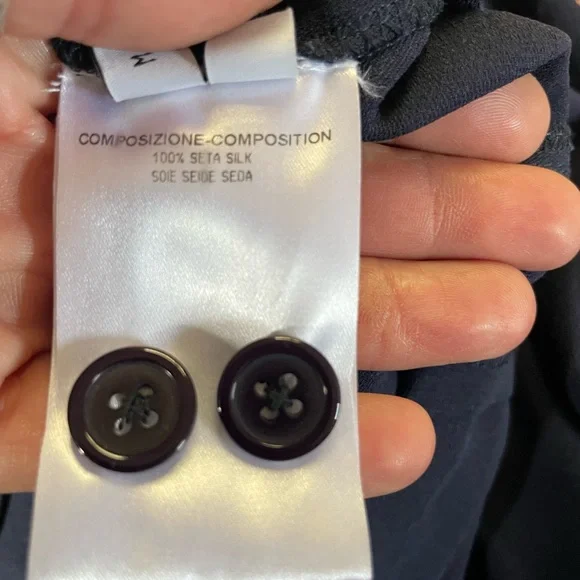 M
COMPOSIZIONE-COMPOSITION
100% SETA SILK
SOIE SEIDE SEDA